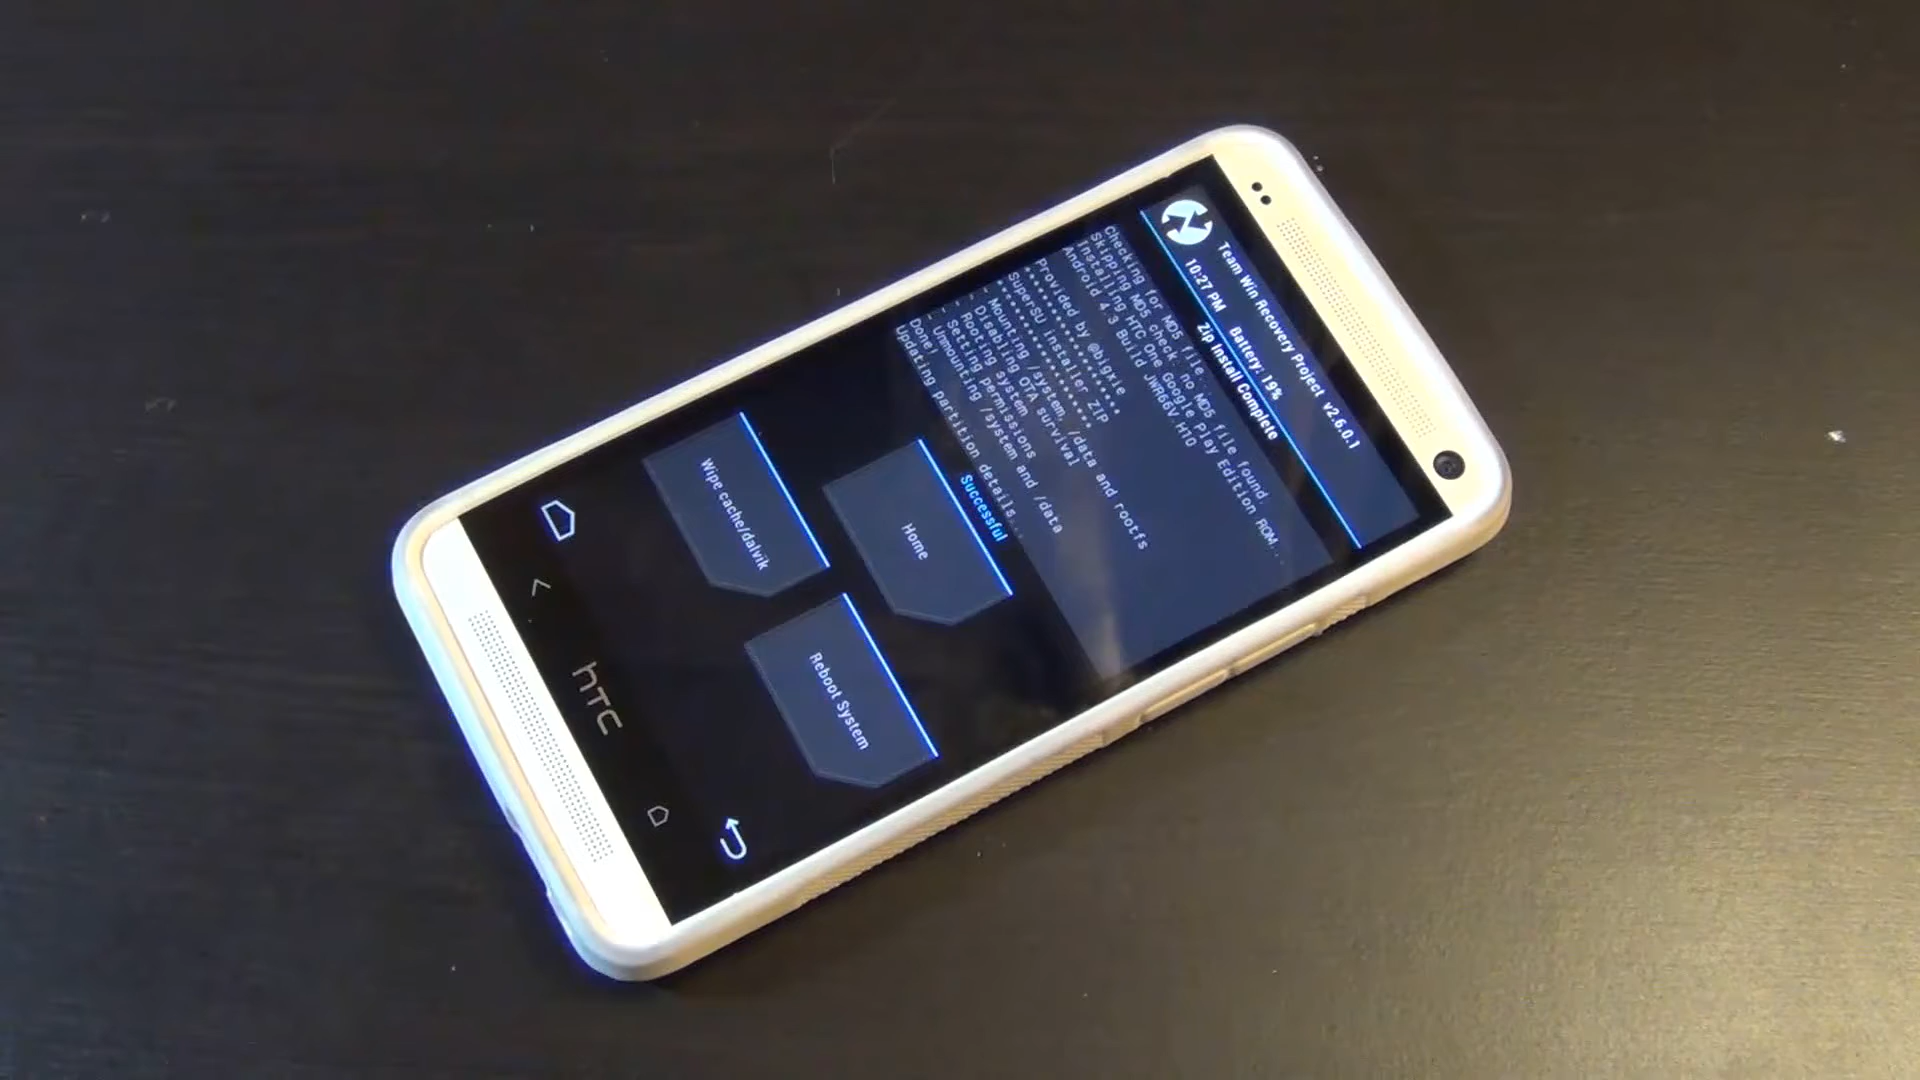 Team Win Recovery Project v2.6.0.1
10:27 PM Battery: 19%
Zip Install Complete
Checking for MD5 file...
Skipping MD5 check: no MD5 file found.
Installing HTC One Google Play Edition ROM...
Android 4.3 Build JWR66V.H10
Provided by @bigxie
********************
SuperSU installer ZIP
********************
- Mounting /system, /data and rootfs
- Disabling OTA survival
- Rooting system
- Setting permissions
- Unmounting /system and /data
Done!
Updating partition details...
Successful
Home
Wipe cache/dalvik
Reboot System
hTC